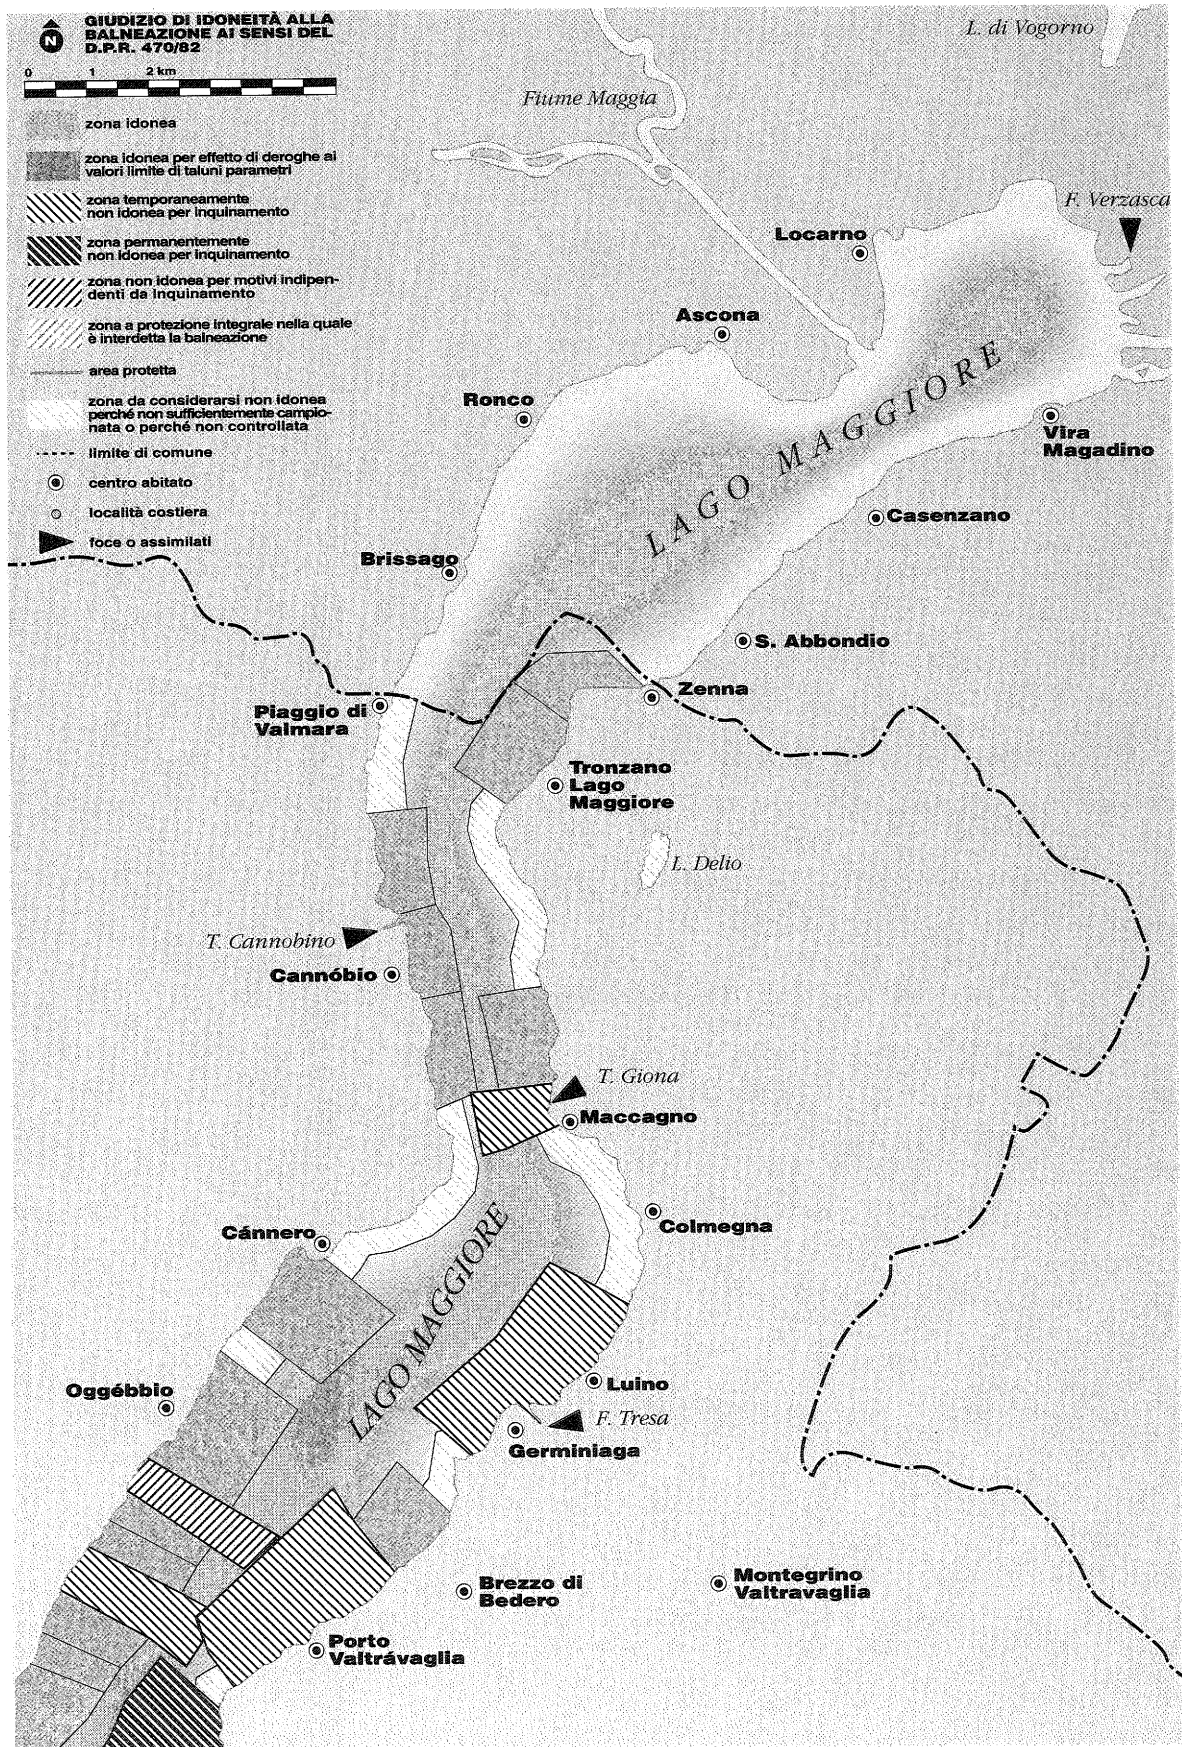 GIUDIZIO DI IDONEITÀ ALLA
BALNEAZIONE AI SENSI DEL
D.P.R. 470/82
N
0 1 2 km
zona idonea
zona idonea per effetto di deroghe ai
valori limite di taluni parametri
zona temporaneamente
non idonea per inquinamento
zona permanentemente
non idonea per inquinamento
zona non idonea per motivi indipen-
denti da inquinamento
zona a protezione integrale nella quale
è interdetta la balneazione
area protetta
zona da considerarsi non idonea
perché non sufficientemente campio-
nata o perché non controllata
limite di comune
centro abitato
località costiera
foce o assimilati
L. di Vogorno
Fiume Maggia
F. Verzasca
Locarno
Ascona
Ronco
LAGO MAGGIORE
Vira
Magadino
Casenzano
Brissago
S. Abbondio
Zenna
Piaggio di
Valmara
Tronzano
Lago
Maggiore
L. Delio
T. Cannobino
Cannóbio
T. Giona
Maccagno
Cánnero
Colmegna
LAGO MAGGIORE
Oggébbio
Luino
F. Tresa
Germiniaga
Brezzo di
Bedero
Montegrino
Valtravaglia
Porto
Valtrávaglia